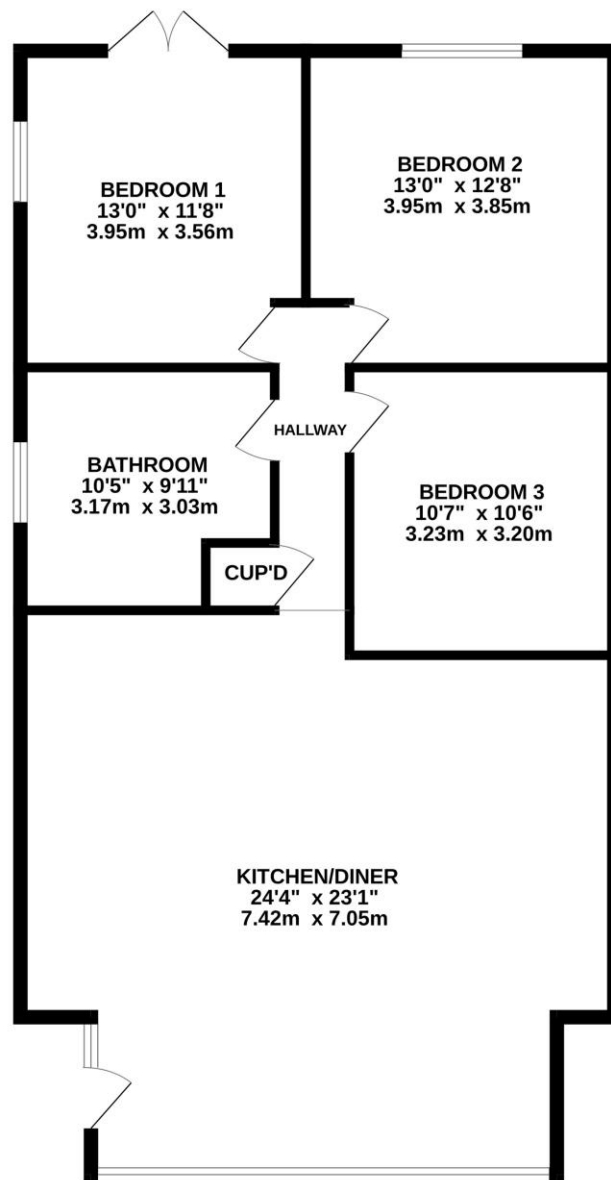 BEDROOM 1
13'0" x 11'8"
3.95m x 3.56m
BEDROOM 2
13'0" x 12'8"
3.95m x 3.85m
HALLWAY
BATHROOM
10'5" x 9'11"
3.17m x 3.03m
BEDROOM 3
10'7" x 10'6"
3.23m x 3.20m
CUP'D
KITCHEN/DINER
24'4" x 23'1"
7.42m x 7.05m